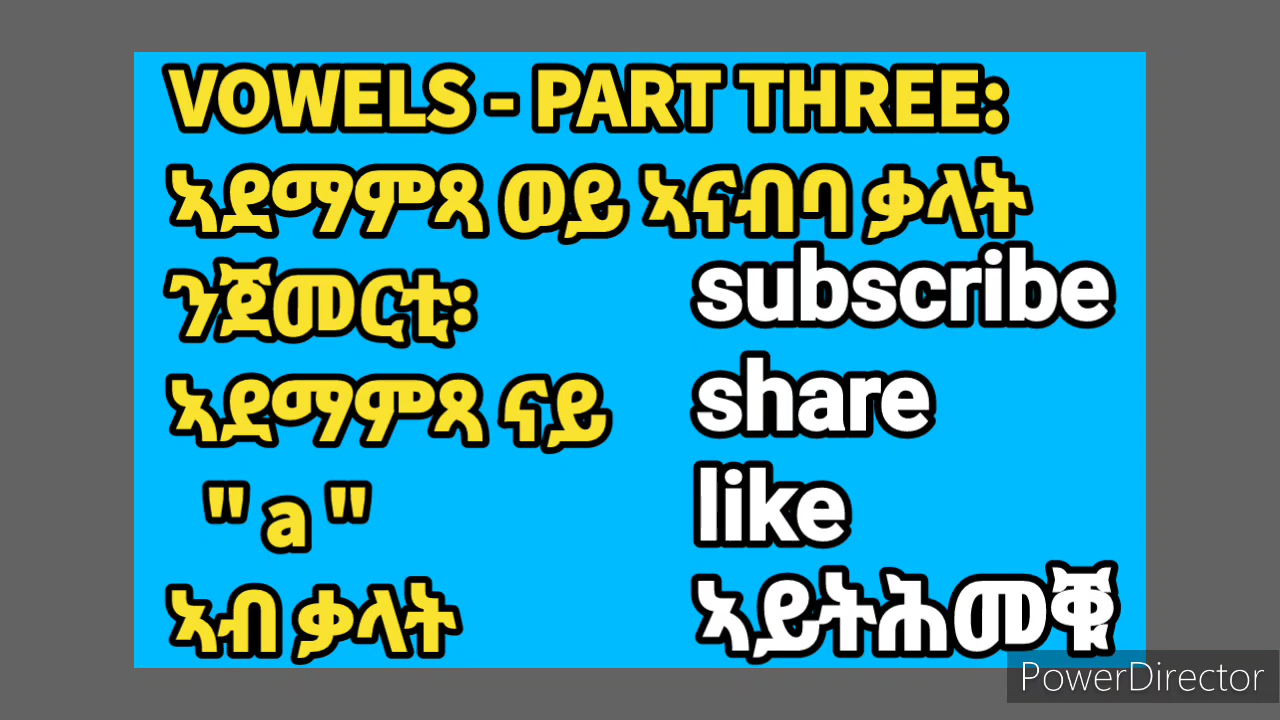 VOWELS - PART THREE:
ኣደማምጻ ወይ ኣናብባ ቃላት
ንጀመርቲ፡
ኣደማምጻ ናይ
" a "
ኣብ ቃላት
subscribe
share
like
ኣይትሕመቑ
PowerDirector